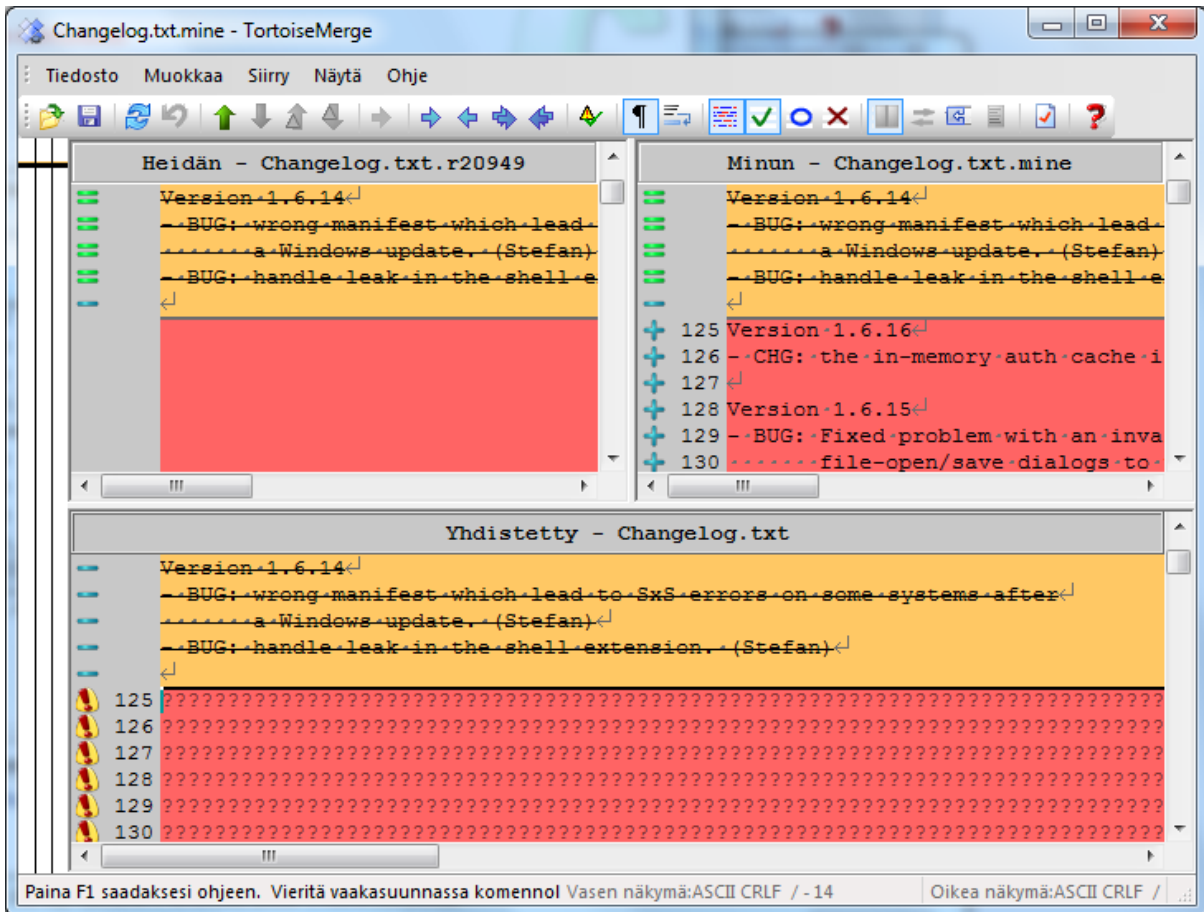 Changelog.txt.mine - TortoiseMerge
Tiedosto Muokkaa Siirry Näytä Ohje
Heidän - Changelog.txt.r20949
Version·1.6.14
-·BUG:·wrong·manifest·which·lead·
·······a·Windows·update.·(Stefan)
-·BUG:·handle·leak·in·the·shell·e
Minun - Changelog.txt.mine
Version·1.6.14
-·BUG:·wrong·manifest·which·lead·
·······a·Windows·update.·(Stefan)
-·BUG:·handle·leak·in·the·shell·e
125 Version·1.6.16
126 -·CHG:·the·in-memory·auth·cache·i
127
128 Version·1.6.15
129 -·BUG:·Fixed·problem·with·an·inva
130 ·······file-open/save·dialogs·to·
Yhdistetty - Changelog.txt
Version·1.6.14
-·BUG:·wrong·manifest·which·lead·to·SxS·errors·on·some·systems·after
·······a·Windows·update.·(Stefan)
-·BUG:·handle·leak·in·the·shell·extension.·(Stefan)
125 ?????????????????????????????????????????????????????????????
126 ?????????????????????????????????????????????????????????????
127 ?????????????????????????????????????????????????????????????
128 ?????????????????????????????????????????????????????????????
129 ?????????????????????????????????????????????????????????????
130 ?????????????????????????????????????????????????????????????
Paina F1 saadaksesi ohjeen. Vieritä vaakasuunnassa komennol Vasen näkymä:ASCII CRLF / - 14 Oikea näkymä:ASCII CRLF /